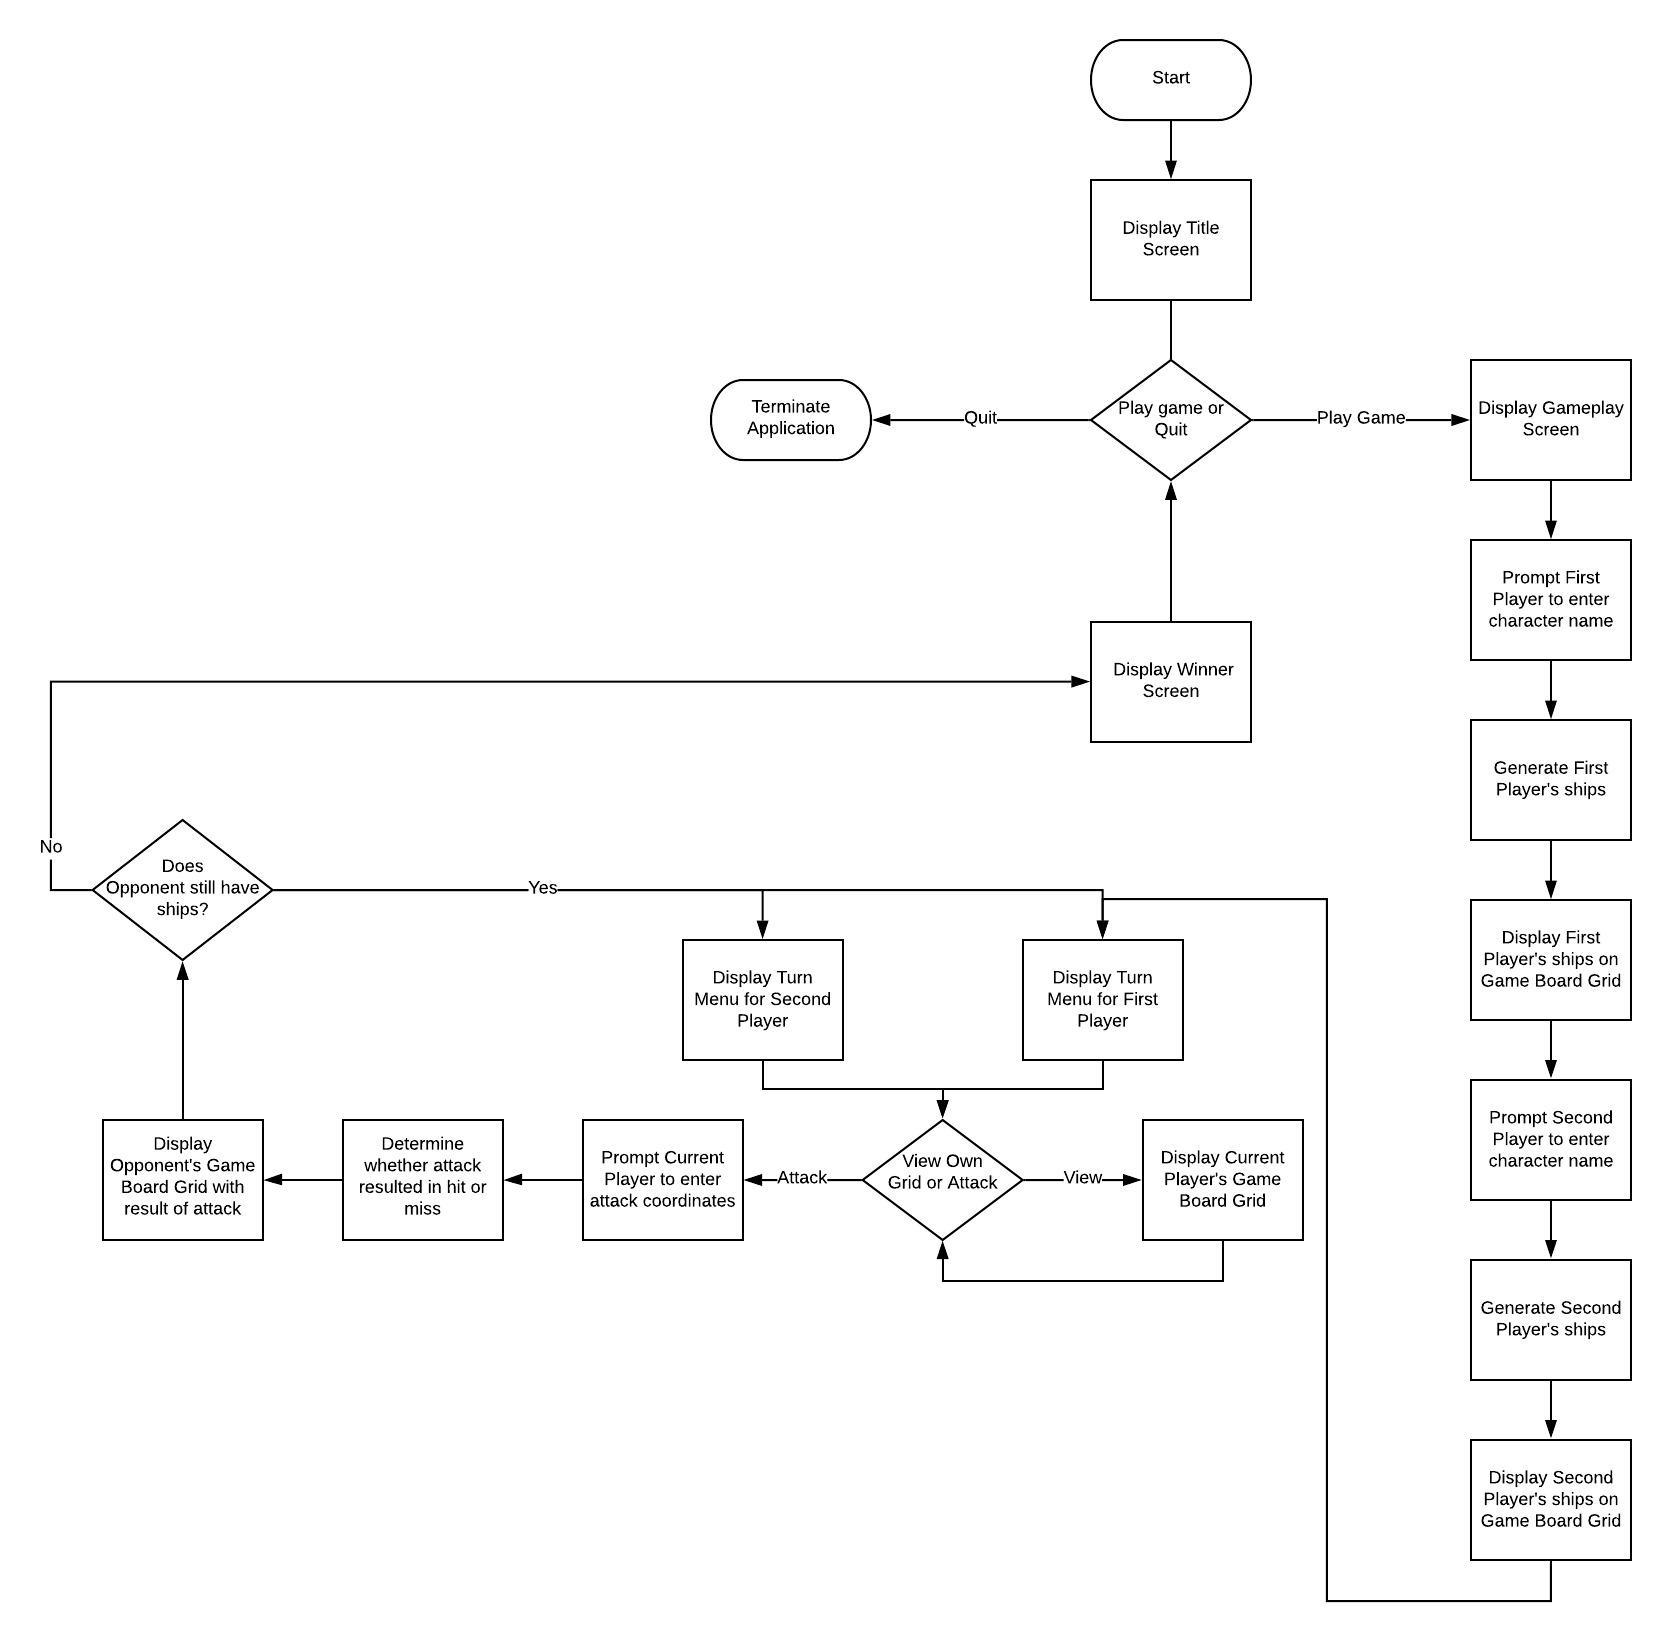 Start
Display Title
Screen
Play game or
Quit
Quit
Terminate
Application
Play Game
Display Gameplay
Screen
Prompt First
Player to enter
character name
Generate First
Player's ships
Display First
Player's ships on
Game Board Grid
Prompt Second
Player to enter
character name
Generate Second
Player's ships
Display Second
Player's ships on
Game Board Grid
Display Winner
Screen
No
Does
Opponent still have
ships?
Yes
Display Turn
Menu for Second
Player
Display Turn
Menu for First
Player
View Own
Grid or Attack
View
Display Current
Player's Game
Board Grid
Attack
Prompt Current
Player to enter
attack coordinates
Determine
whether attack
resulted in hit or
miss
Display
Opponent's Game
Board Grid with
result of attack